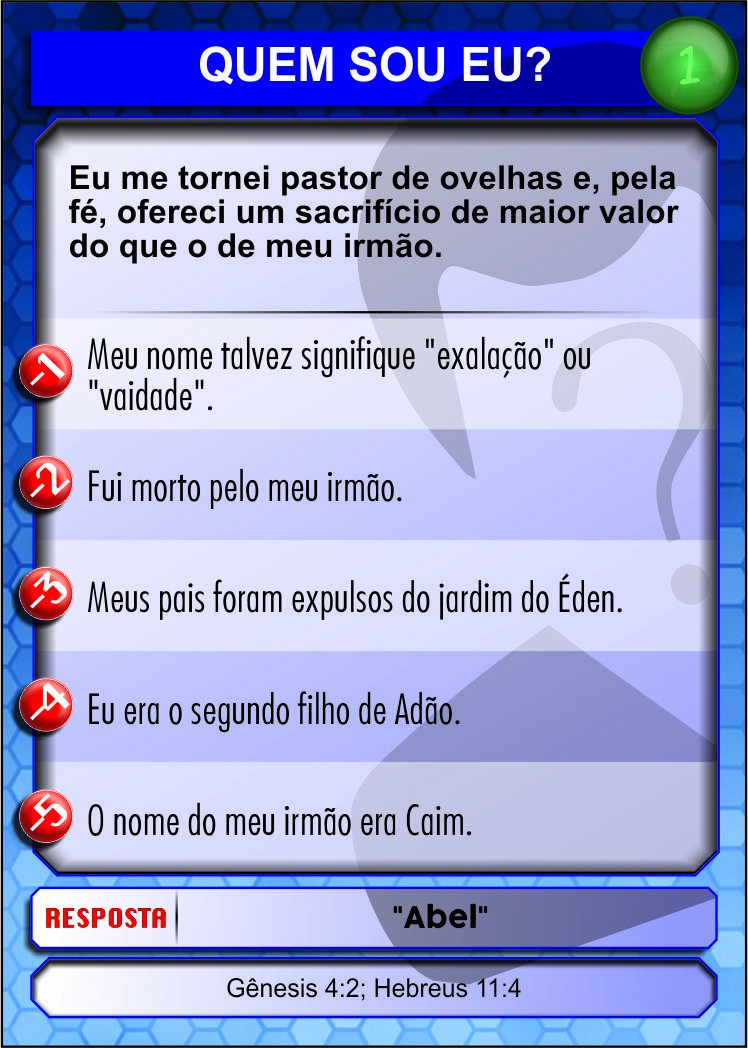 QUEM SOU EU?
1
Eu me tornei pastor de ovelhas e, pela
fé, ofereci um sacrifício de maior valor
do que o de meu irmão.
1 Meu nome talvez signifique "exalação" ou
"vaidade".
2 Fui morto pelo meu irmão.
3 Meus pais foram expulsos do jardim do Éden.
4 Eu era o segundo filho de Adão.
5 O nome do meu irmão era Caim.
RESPOSTA "Abel"
Gênesis 4:2; Hebreus 11:4